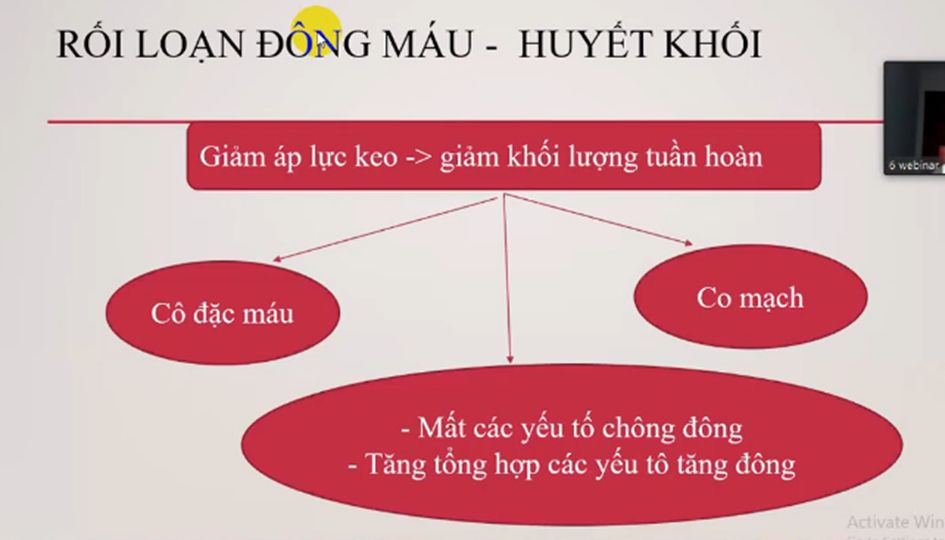 RỐI LOẠN ĐÔNG MÁU - HUYẾT KHỐI
6 webinar
Giảm áp lực keo -> giảm khối lượng tuần hoàn
Cô đặc máu
Co mạch
- Mất các yếu tố chông đông
- Tăng tổng hợp các yếu tô tăng đông
Activate Win